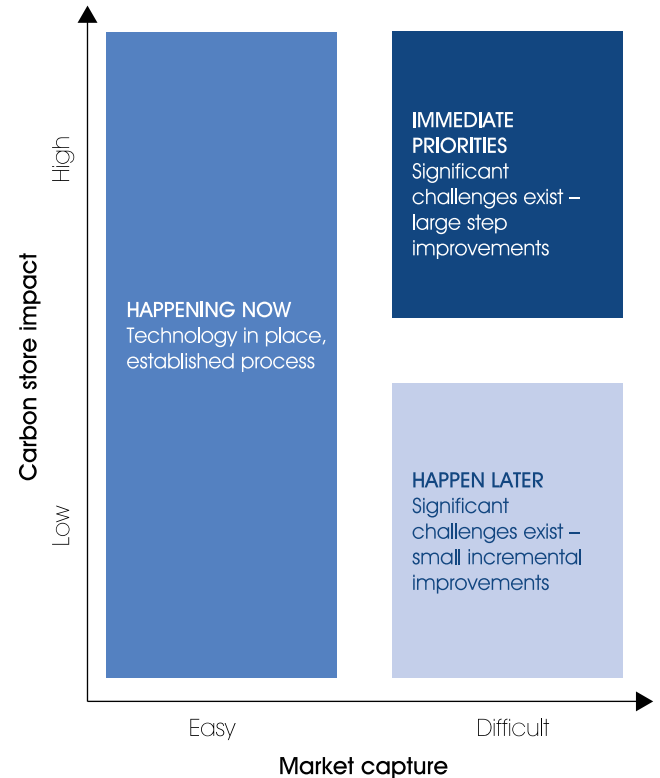 Carbon store impact
High
Low
HAPPENING NOW
Technology in place,
established process
IMMEDIATE
PRIORITIES
Significant
challenges exist –
large step
improvements
HAPPEN LATER
Significant
challenges exist –
small incremental
improvements
Easy
Difficult
Market capture